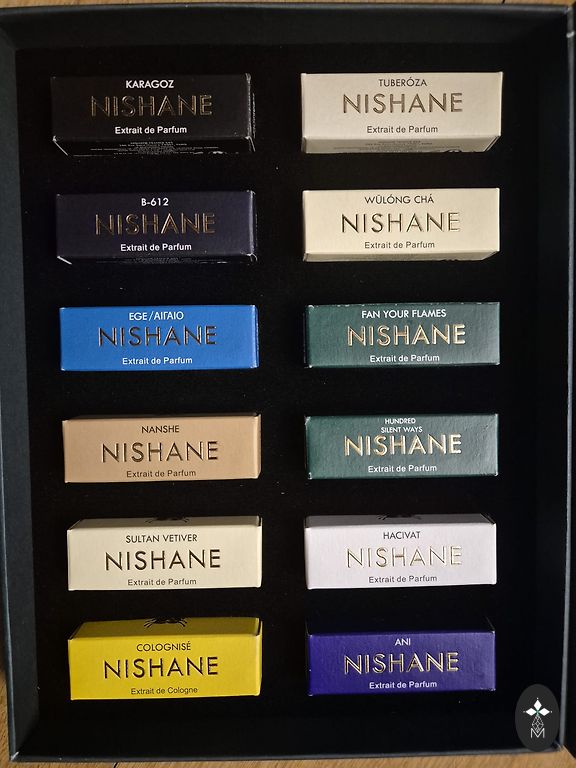 KARAGOZ
NISHANE
Extrait de Parfum
TUBERÓZA
NISHANE
Extrait de Parfum
B-612
NISHANE
Extrait de Parfum
WŪLÓNG CHÁ
NISHANE
Extrait de Parfum
EGE / ΑΙΓΑΙΟ
NISHANE
Extrait de Parfum
FAN YOUR FLAMES
NISHANE
Extrait de Parfum
NANSHE
NISHANE
Extrait de Parfum
HUNDRED
SILENT WAYS
NISHANE
Extrait de Parfum
SULTAN VETIVER
NISHANE
Extrait de Parfum
HACIVAT
NISHANE
Extrait de Parfum
COLOGNISÉ
NISHANE
Extrait de Cologne
ANI
NISHANE
Extrait de Parfum
M